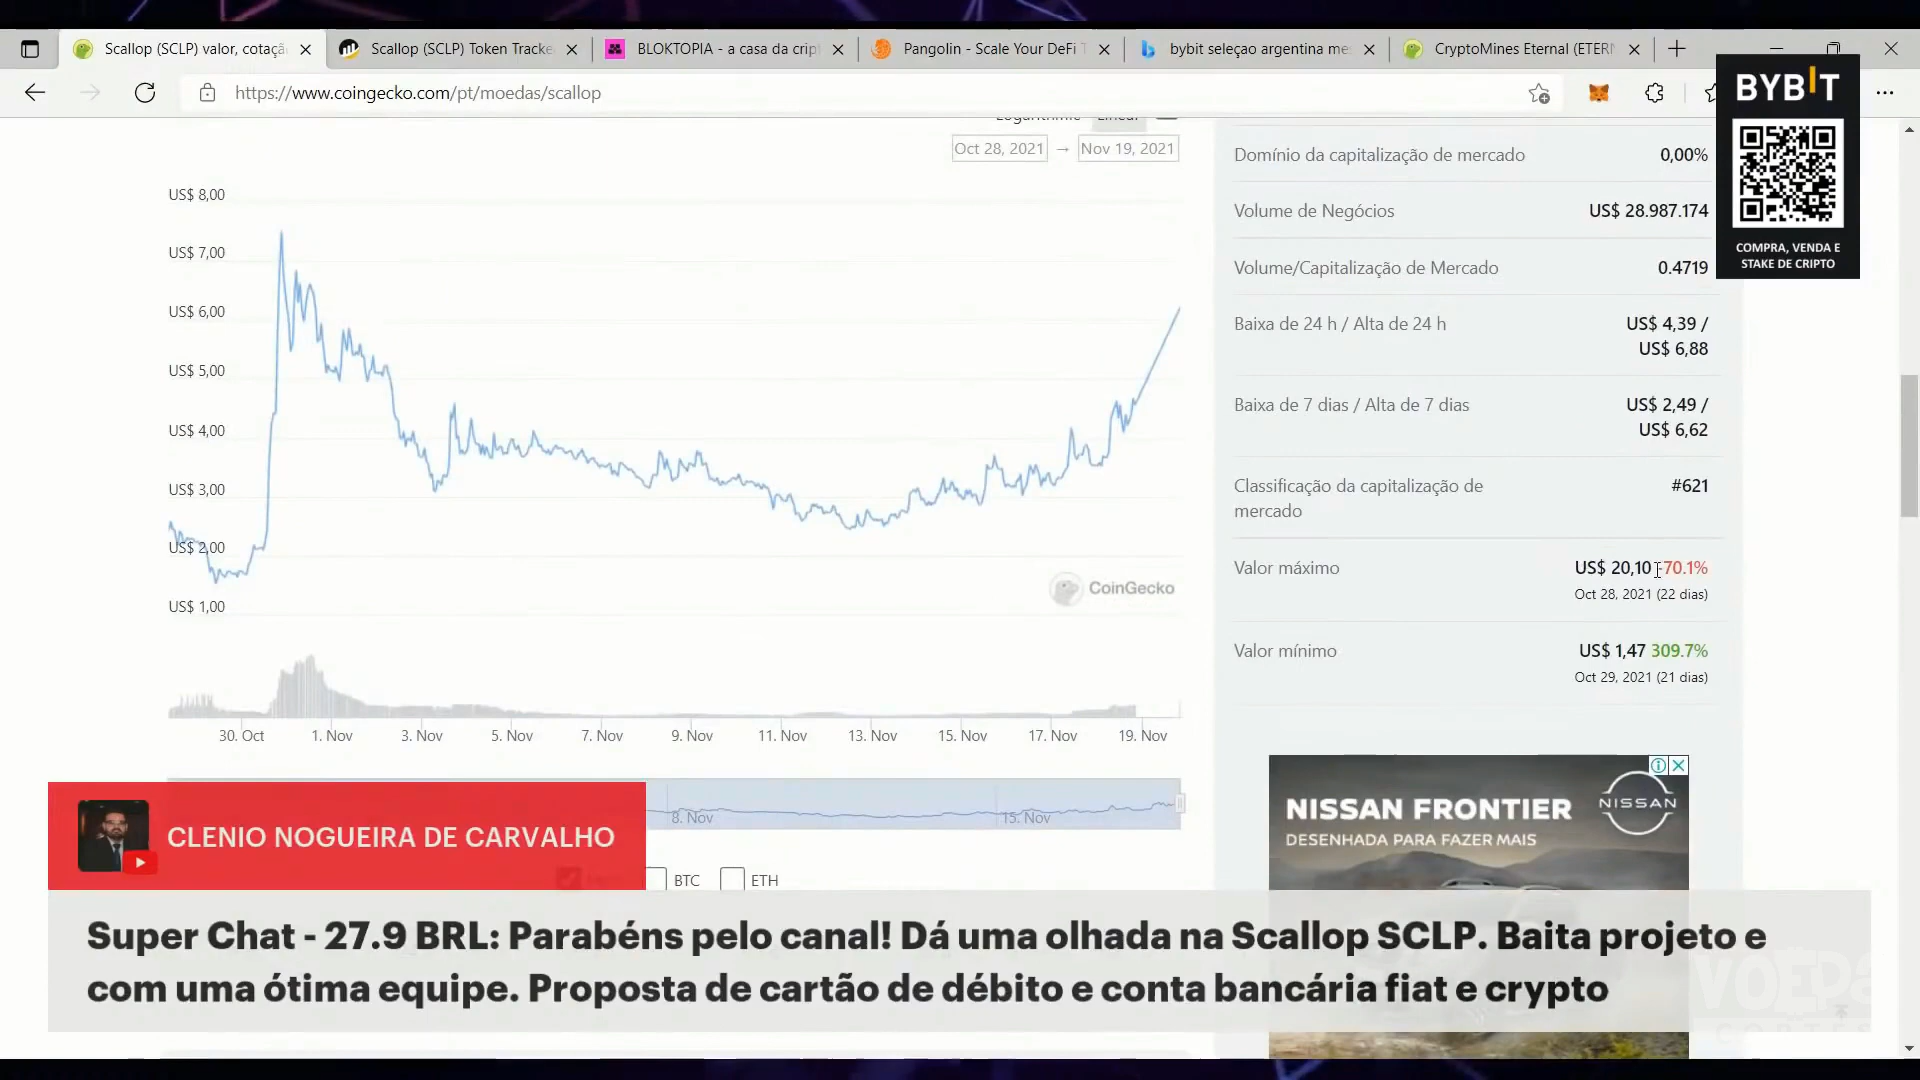 Scallop (SCLP) valor, cotaçã
Scallop (SCLP) Token Tracke
BLOKTOPIA - a casa da crip
Pangolin - Scale Your DeFi T
bybit seleçao argentina me
CryptoMines Eternal (ETERN
https://www.coingecko.com/pt/moedas/scallop
BYBIT
COMPRA, VENDA E
STAKE DE CRIPTO
Oct 28, 2021 → Nov 19, 2021
US$ 8,00
US$ 7,00
US$ 6,00
US$ 5,00
US$ 4,00
US$ 3,00
US$ 2,00
US$ 1,00
CoinGecko
30. Oct
1. Nov
3. Nov
5. Nov
7. Nov
9. Nov
11. Nov
13. Nov
15. Nov
17. Nov
19. Nov
8. Nov
15. Nov
BTC
ETH
Domínio da capitalização de mercado 0,00%
Volume de Negócios US$ 28.987.174
Volume/Capitalização de Mercado 0.4719
Baixa de 24 h / Alta de 24 h US$ 4,39 /
US$ 6,88
Baixa de 7 dias / Alta de 7 dias US$ 2,49 /
US$ 6,62
Classificação da capitalização de #621
mercado
Valor máximo US$ 20,10 -70.1%
Oct 28, 2021 (22 dias)
Valor mínimo US$ 1,47 309.7%
Oct 29, 2021 (21 dias)
NISSAN FRONTIER
DESENHADA PARA FAZER MAIS
NISSAN
CLENIO NOGUEIRA DE CARVALHO
Super Chat - 27.9 BRL: Parabéns pelo canal! Dá uma olhada na Scallop SCLP. Baita projeto e
com uma ótima equipe. Proposta de cartão de débito e conta bancária fiat e crypto